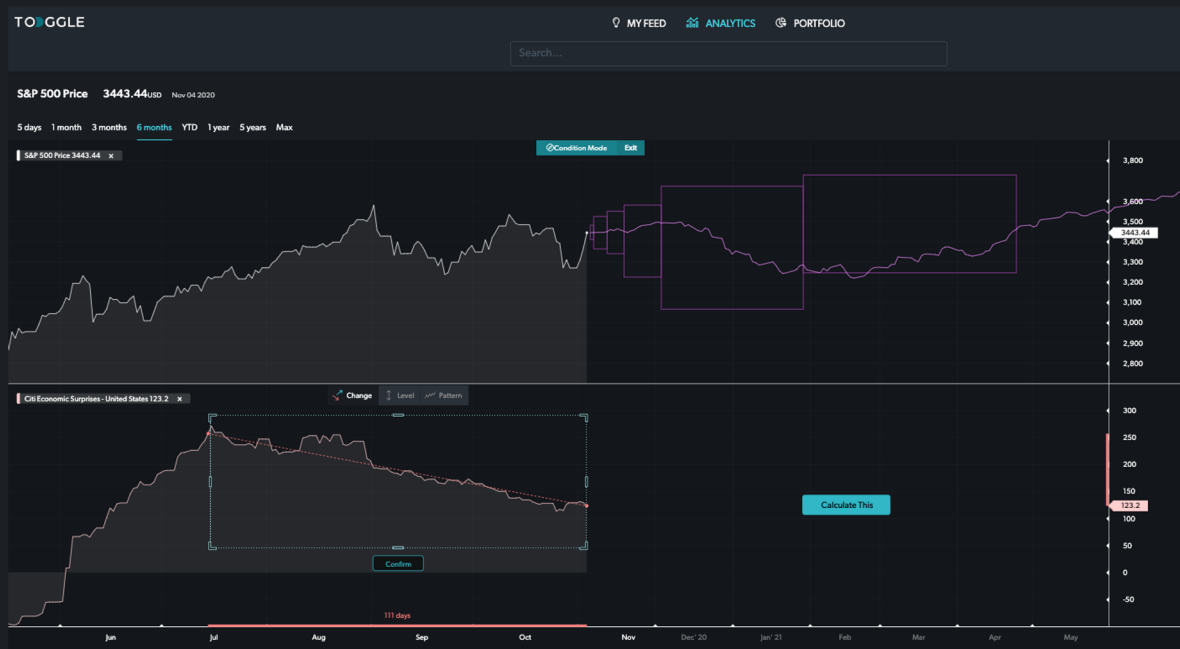 TOGGLE
MY FEED ANALYTICS PORTFOLIO
Search...
S&P 500 Price 3443.44USD Nov 04 2020
5 days 1 month 3 months 6 months YTD 1 year 5 years Max
S&P 500 Price 3443.44 x
Condition Mode Exit
3,800
3,600
3,500
3443.44
3,400
3,300
3,200
3,100
3,000
2,900
2,800
Citi Economic Surprises - United States 123.2 x
Change Level Pattern
300
250
200
150
123.2
100
50
0
-50
Calculate This
Confirm
111 days
Jun Jul Aug Sep Oct Nov Dec' 20 Jan' 21 Feb Mar Apr May